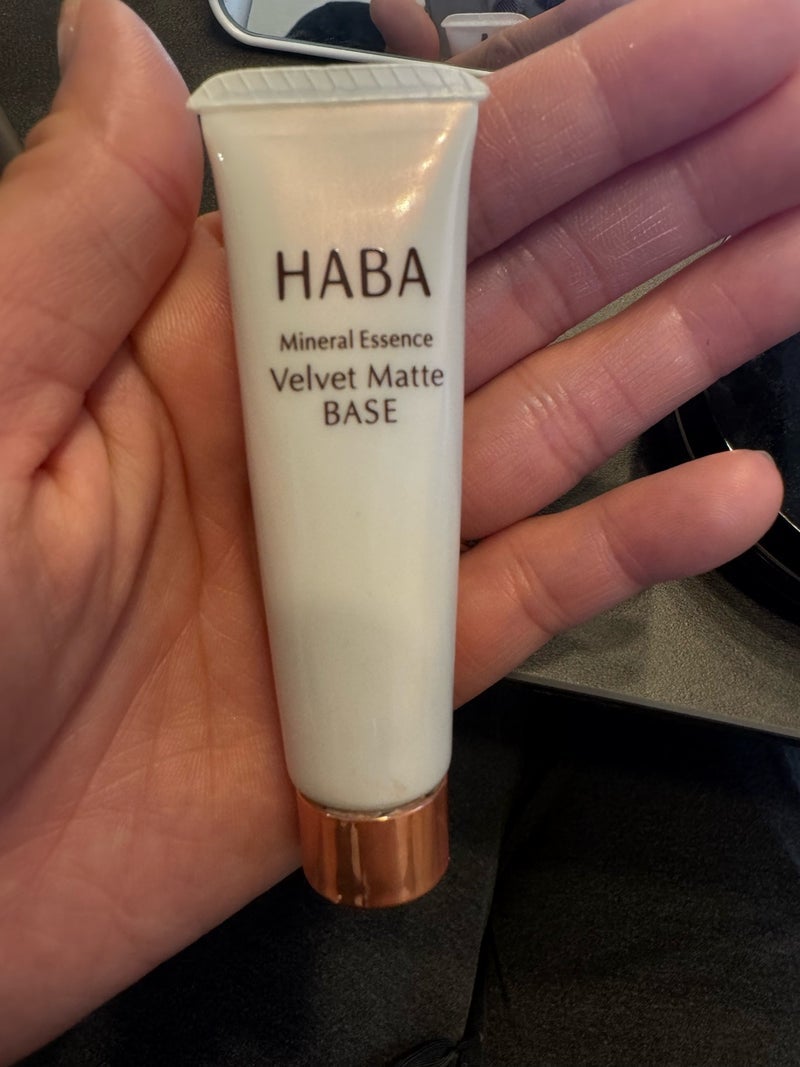 HABA
Mineral Essence
Velvet Matte
BASE